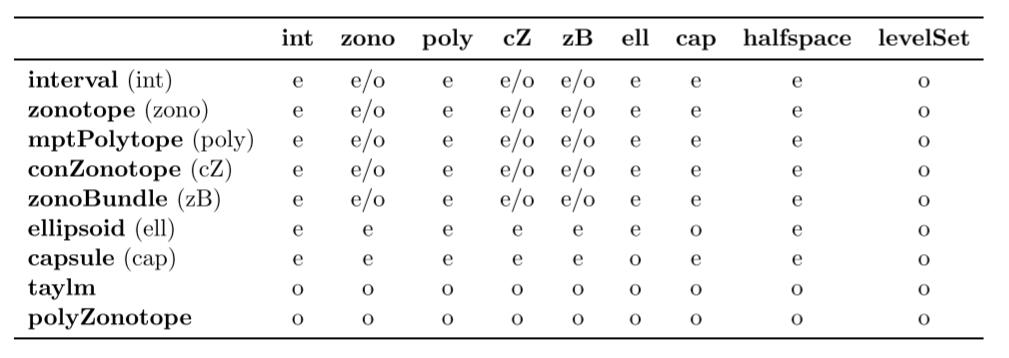 int zono poly cZ zB ell cap halfspace levelSet
interval (int) e e/o e e/o e/o e e e o
zonotope (zono) e e/o e e/o e/o e e e o
mptPolytope (poly) e e/o e e/o e/o e e e o
conZonotope (cZ) e e/o e e/o e/o e e e o
zonoBundle (zB) e e/o e e/o e/o e e e o
ellipsoid (ell) e e e e e e o e o
capsule (cap) e e e e e o e e o
taylm o o o o o o o o o
polyZonotope o o o o o o o o o